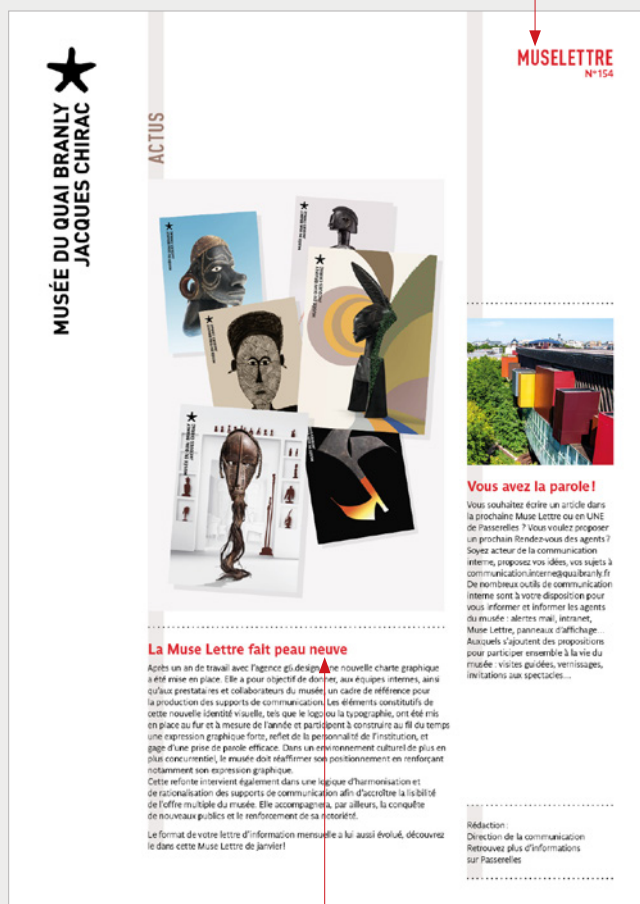 MUSÉE DU QUAI BRANLY
JACQUES CHIRAC
MUSELETTRE
N°154
ACTUS
La Muse Lettre fait peau neuve
Après un an de travail avec l'agence g6.design, une nouvelle charte graphique
a été mise en place. Elle a pour objectif de donner, aux équipes internes, ainsi
qu'aux prestataires et collaborateurs du musée, un cadre de référence pour
la production des supports de communication. Les éléments constitutifs de
cette nouvelle identité visuelle, tels que le logo ou la typographie, ont été mis
en place au fur et à mesure de l'année et participent à construire au fil du temps
une expression graphique forte, reflet de la personnalité de l'institution, et
gage d'une prise de parole efficace. Dans un environnement culturel de plus en
plus concurrentiel, le musée doit réaffirmer son positionnement en renforçant
notamment son expression graphique.
Cette refonte intervient également dans une logique d'harmonisation et
de rationalisation des supports de communication afin d'accroître la lisibilité
de l'offre multiple du musée. Elle accompagnera, par ailleurs, la conquête
de nouveaux publics et le renforcement de sa notoriété.
Le format de votre lettre d'information mensuelle a lui aussi évolué, découvrez
le dans cette Muse Lettre de janvier!
Vous avez la parole!
Vous souhaitez écrire un article dans
la prochaine Muse Lettre ou en UNE
de Passerelles ? Vous voulez proposer
un prochain Rendez-vous des agents?
Soyez acteur de la communication
interne, proposez vos idées, vos sujets à
communication.interne@quaibranly.fr
De nombreux outils de communication
interne sont à votre disposition pour
vous informer et informer les agents
du musée : alertes mail, intranet,
Muse Lettre, panneaux d'affichage...
Auxquels s'ajoutent des propositions
pour participer ensemble à la vie du
musée : visites guidées, vernissages,
invitations aux spectacles...
Rédaction:
Direction de la communication
Retrouvez plus d'informations
sur Passerelles